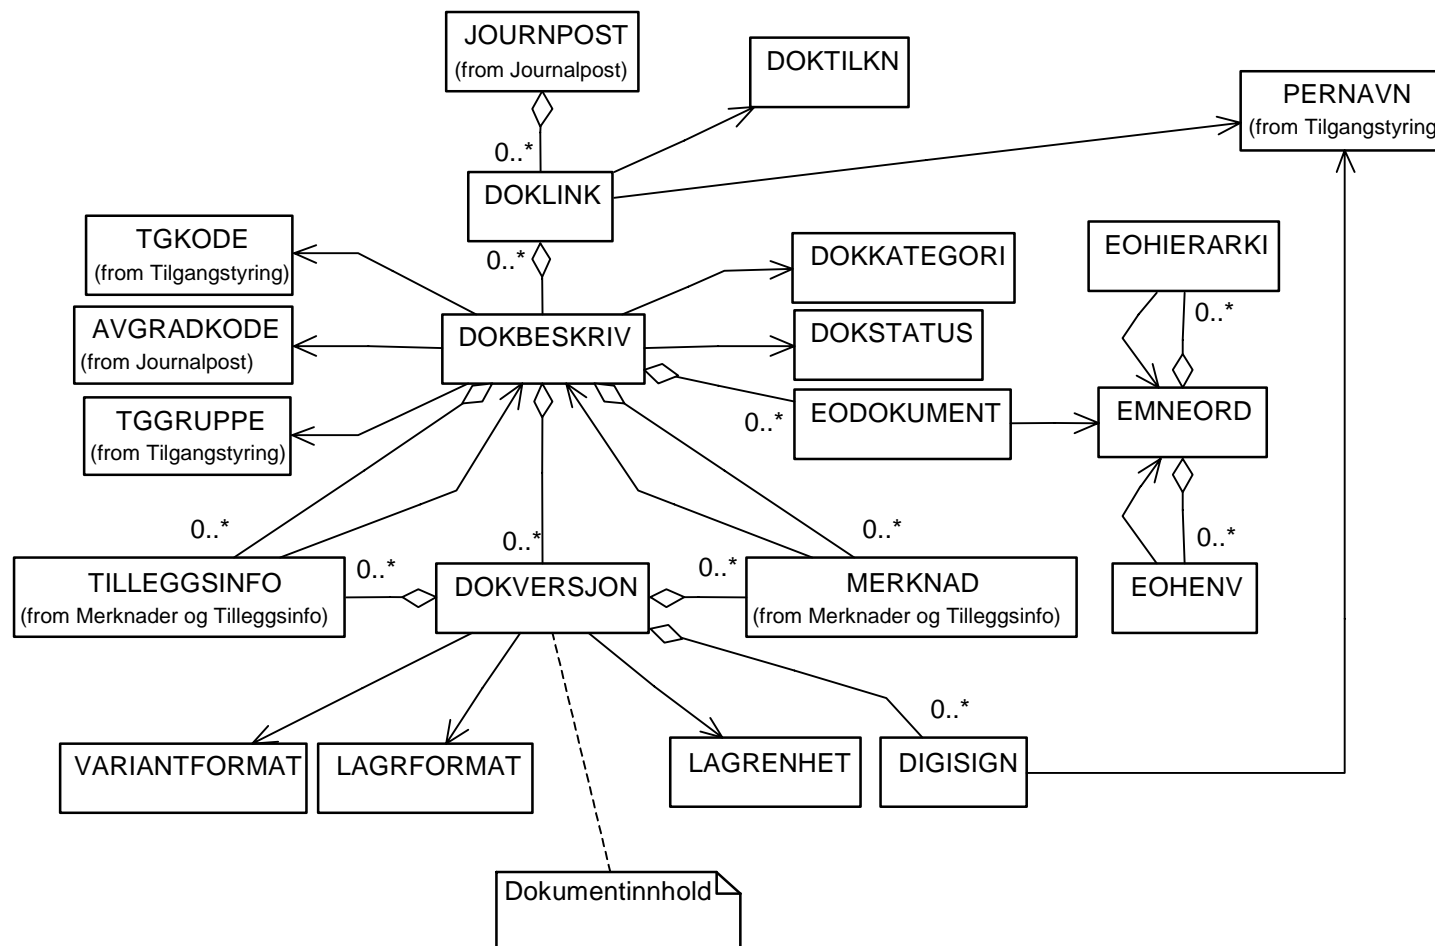 JOURNPOST
(from Journalpost)
DOKTILKN
PERNAVN
(from Tilgangstyring
0..*
DOKLINK
TGKODE
(from Tilgangstyring)
0..*
DOKKATEGORI
EOHIERARKI
AVGRADKODE
(from Journalpost)
DOKBESKRIV
DOKSTATUS
0..*
TGGRUPPE
(from Tilgangstyring)
0..*
EODOKUMENT
EMNEORD
0..*
0..*
0..*
0..*
TILLEGGSINFO
(from Merknader og Tilleggsinfo)
0..*
DOKVERSJON
0..*
MERKNAD
(from Merknader og Tilleggsinfo)
EOHENV
0..*
VARIANTFORMAT
LAGRFORMAT
LAGRENHET
DIGISIGN
Dokumentinnhold